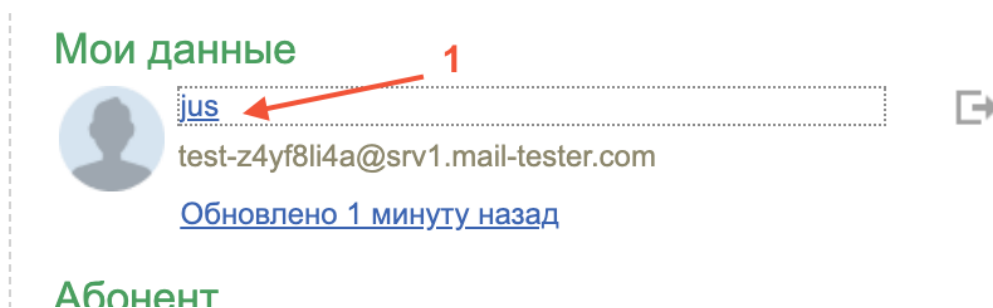 Мои данные
1
jus
test-z4yf8li4a@srv1.mail-tester.com
Обновлено 1 минуту назад
Абонент